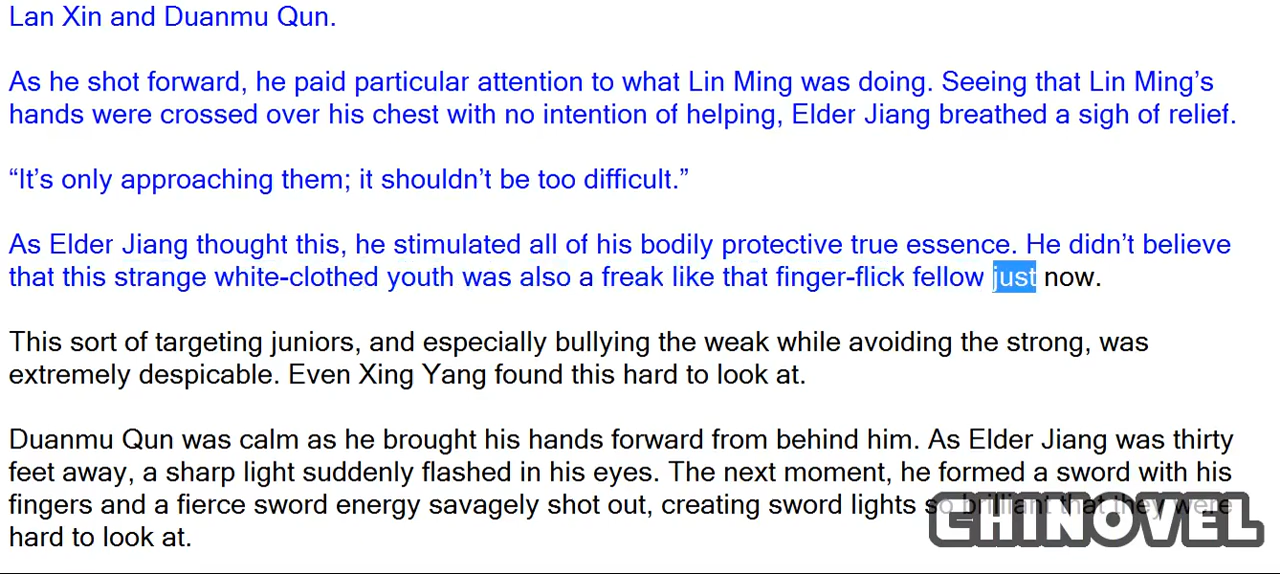 Lan Xin and Duanmu Qun.
As he shot forward, he paid particular attention to what Lin Ming was doing. Seeing that Lin Ming’s
hands were crossed over his chest with no intention of helping, Elder Jiang breathed a sigh of relief.
“It’s only approaching them; it shouldn’t be too difficult.”
As Elder Jiang thought this, he stimulated all of his bodily protective true essence. He didn’t believe
that this strange white-clothed youth was also a freak like that finger-flick fellow just now.
This sort of targeting juniors, and especially bullying the weak while avoiding the strong, was
extremely despicable. Even Xing Yang found this hard to look at.
Duanmu Qun was calm as he brought his hands forward from behind him. As Elder Jiang was thirty
feet away, a sharp light suddenly flashed in his eyes. The next moment, he formed a sword with his
fingers and a fierce sword energy savagely shot out, creating sword lights so brilliant that they were
hard to look at.
CHINOVEL